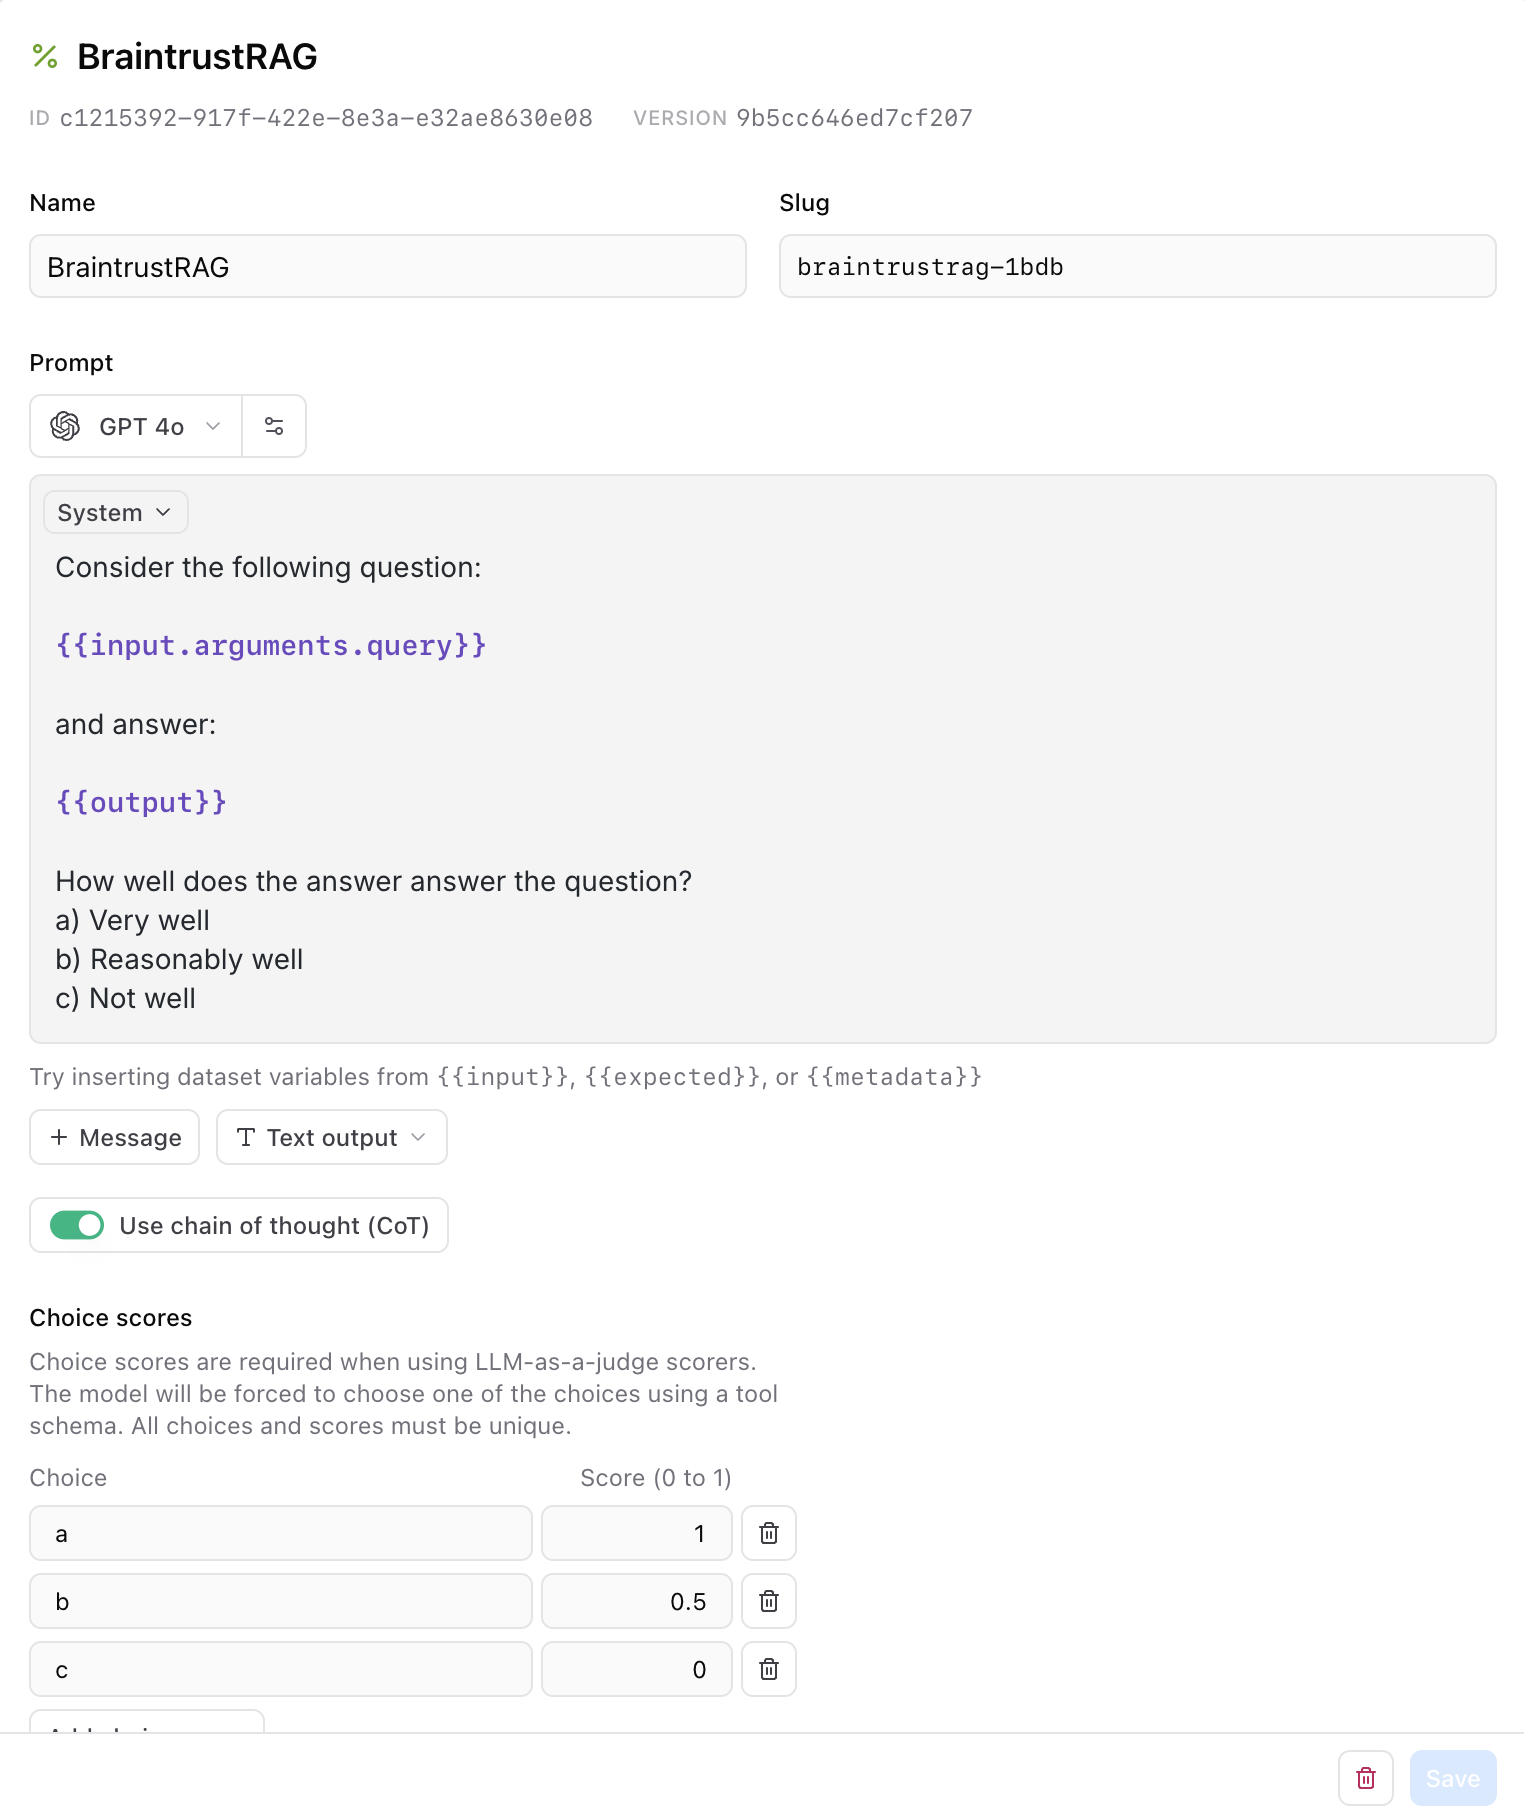 BraintrustRAG
ID c1215392-917f-422e-8e3a-e32ae8630e08 VERSION 9b5cc646ed7cf207
Name
BraintrustRAG
Slug
braintrustrag-1bdb
Prompt
GPT 4o
System
Consider the following question:
{{input.arguments.query}}
and answer:
{{output}}
How well does the answer answer the question?
a) Very well
b) Reasonably well
c) Not well
Try inserting dataset variables from {{input}}, {{expected}}, or {{metadata}}
+ Message
Text output
Use chain of thought (CoT)
Choice scores
Choice scores are required when using LLM-as-a-judge scorers.
The model will be forced to choose one of the choices using a tool
schema. All choices and scores must be unique.
Choice Score (0 to 1)
a 1
b 0.5
c 0
Save